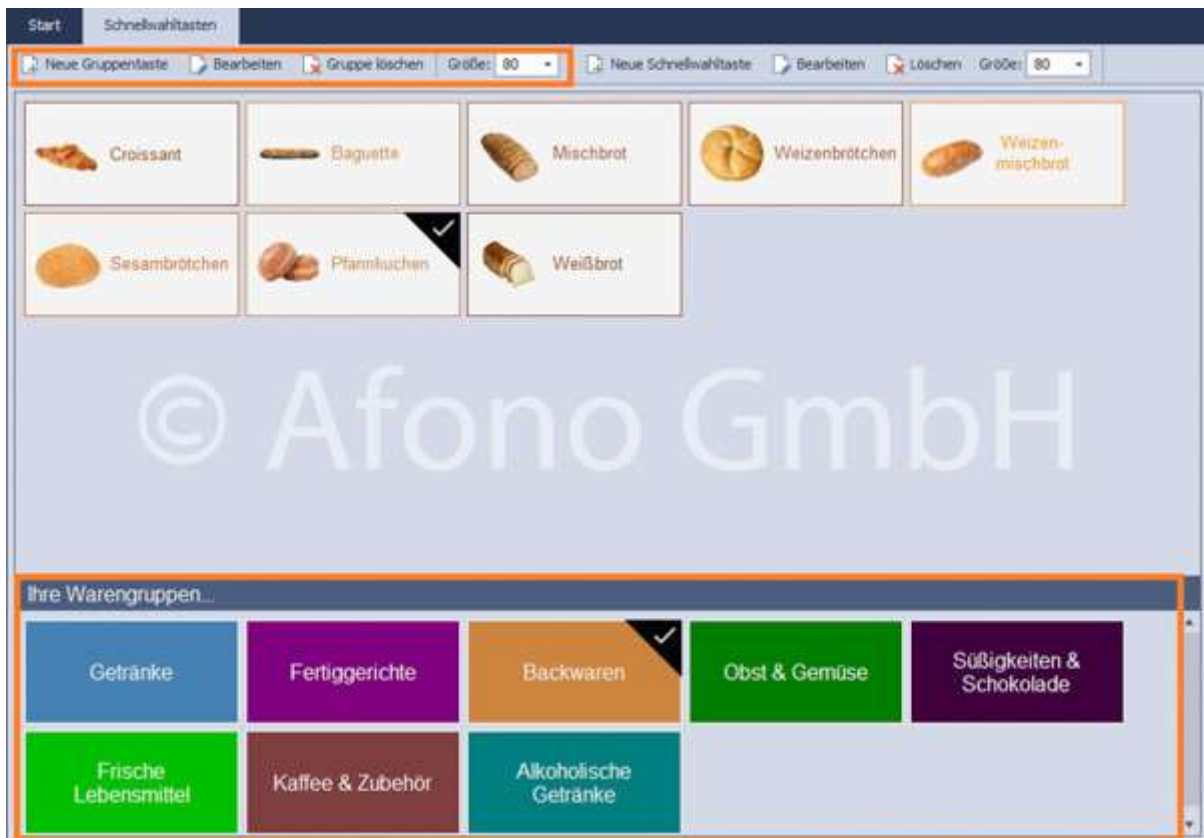 Start Schnellwahltasten
Neue Gruppentaste Bearbeiten Gruppe löschen Größe: 80 Neue Schnellwahltaste Bearbeiten Löschen Größe: 80
Croissant
Baguette
Mischbrot
Weizenbrötchen
Weizen-
mischbrot
Sesambrötchen
Pfannkuchen
Weißbrot
© Afono GmbH
Ihre Warengruppen...
Getränke
Fertiggerichte
Backwaren
Obst & Gemüse
Süßigkeiten &
Schokolade
Frische
Lebensmittel
Kaffee & Zubehör
Alkoholische
Getränke